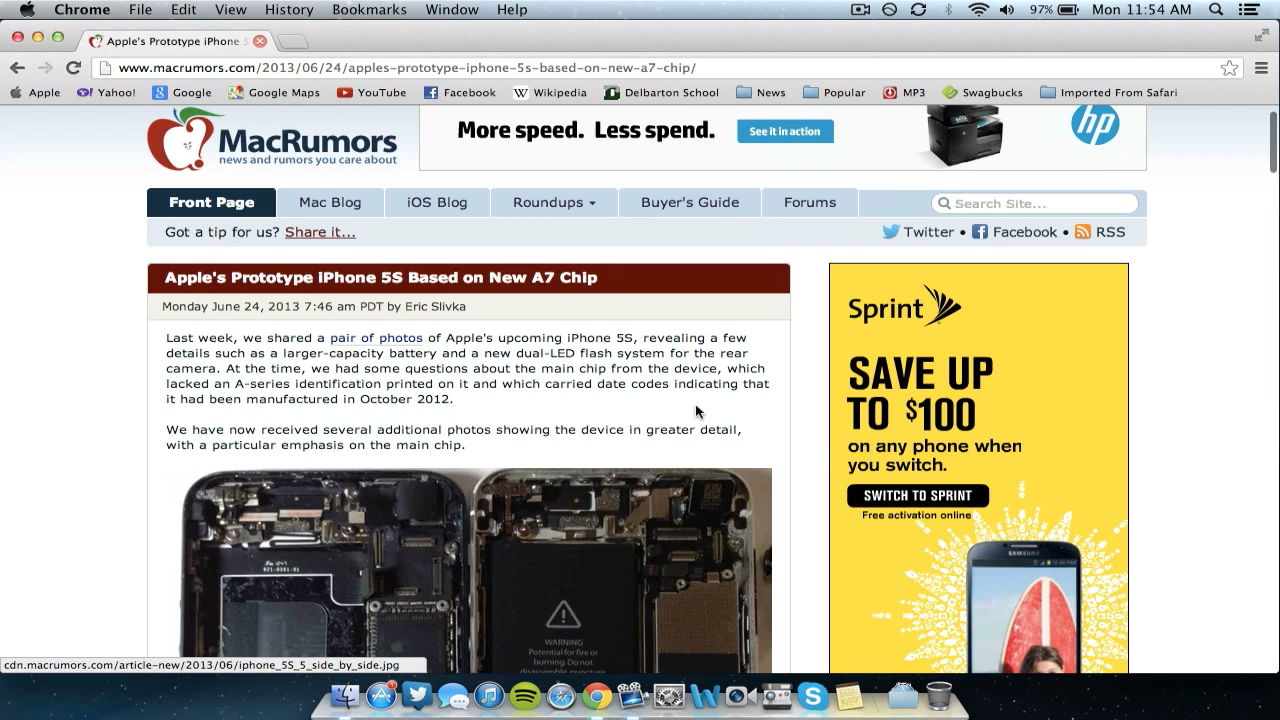 Chrome File Edit View History Bookmarks Window Help 97% Mon 11:54 AM
Apple's Prototype iPhone 5
www.macrumors.com/2013/06/24/apples-prototype-iphone-5s-based-on-new-a7-chip/
Apple Yahoo! Google Google Maps YouTube Facebook Wikipedia Delbarton School News Popular MP3 Swagbucks Imported From Safari
MacRumors
news and rumors you care about
More speed. Less spend. See it in action hp
Front Page Mac Blog iOS Blog Roundups Buyer's Guide Forums Search Site...
Got a tip for us? Share it... Twitter • Facebook • RSS
Apple's Prototype iPhone 5S Based on New A7 Chip
Monday June 24, 2013 7:46 am PDT by Eric Slivka
Last week, we shared a pair of photos of Apple's upcoming iPhone 5S, revealing a few
details such as a larger-capacity battery and a new dual-LED flash system for the rear
camera. At the time, we had some questions about the main chip from the device, which
lacked an A-series identification printed on it and which carried date codes indicating that
it had been manufactured in October 2012.
We have now received several additional photos showing the device in greater detail,
with a particular emphasis on the main chip.
WARNING
Potential for fire or
burning. Do not
disassemble, puncture
Sprint
SAVE UP
TO $100
on any phone when
you switch.
SWITCH TO SPRINT
Free activation online
SAMSUNG
cdn.macrumors.com/article-new/2013/06/iphone_5S_5_side_by_side.jpg